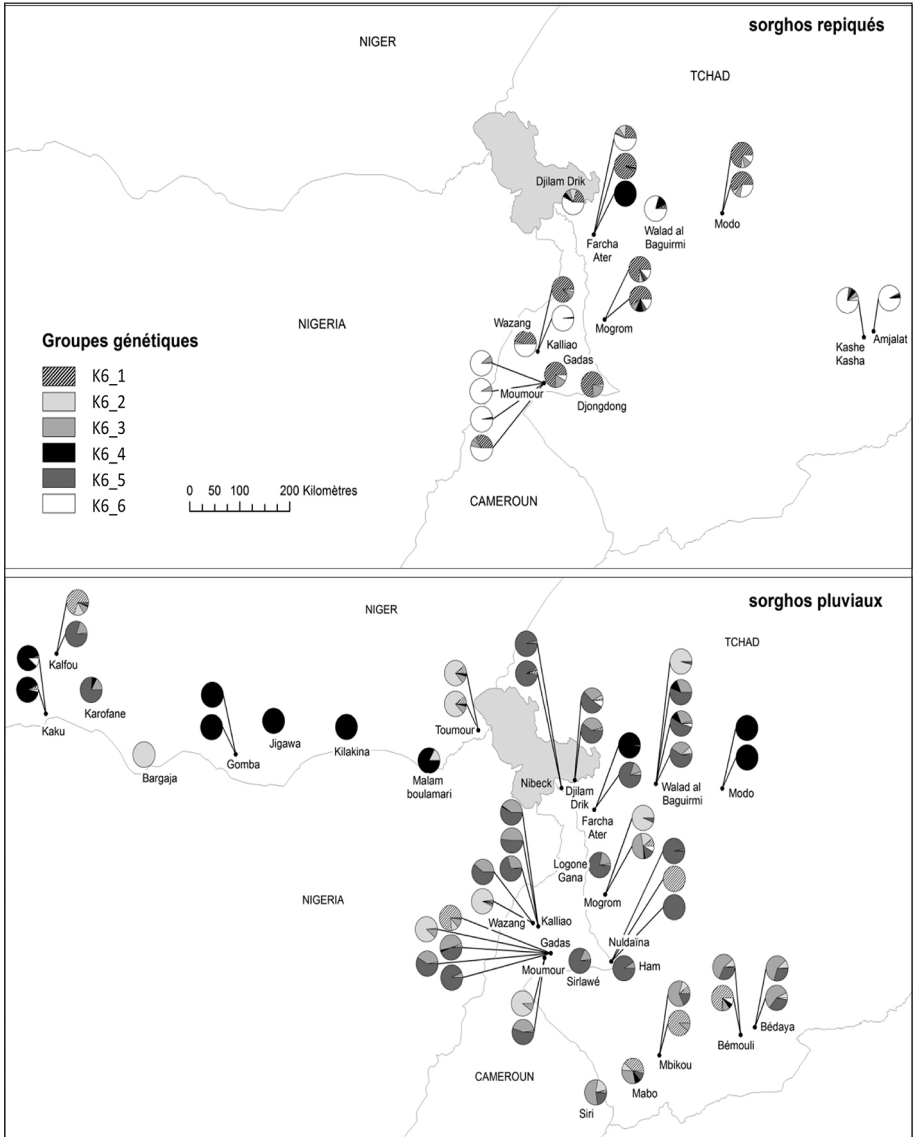 sorghos repiqués
NIGER
TCHAD
Djilam Drik
Farcha
Ater
Walad al
Baguirmi
Modo
NIGERIA
Wazang
Kalliao
Gadas
Moumour
Djongdong
Mogrom
Kashe
Kasha
Amjalat
Groupes génétiques
K6_1
K6_2
K6_3
K6_4
K6_5
K6_6
0 50 100 200 Kilomètres
CAMEROUN
sorghos pluviaux
NIGER
TCHAD
Kalfou
Kaku
Karofane
Bargaja
Gomba
Jigawa
Kilakina
Malam
boulamari
Toumour
Nibeck
Djilam
Drik
Farcha
Ater
Walad al
Baguirmi
Modo
Logone
Gana
Mogrom
NIGERIA
Wazang
Kalliao
Gadas
Moumour
Sirlawé
Nuldaïna
Ham
Mbikou
Bémouli
Bédaya
CAMEROUN
Siri
Mabo